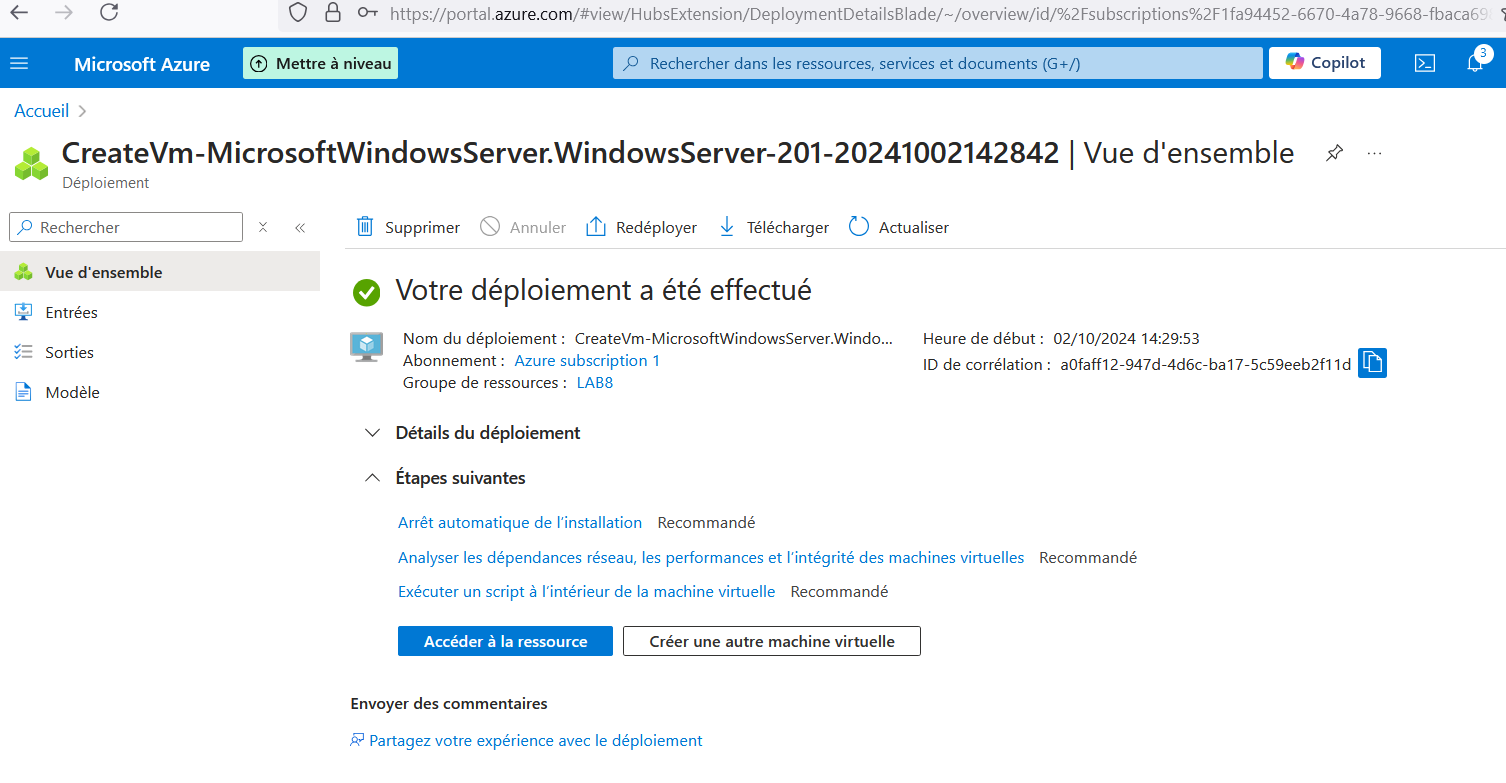 https://portal.azure.com/#view/HubsExtension/DeploymentDetailsBlade/~/overview/id/%2Fsubscriptions%2F1fa94452-6670-4a78-9668-fbaca69
Microsoft Azure
Mettre à niveau
Rechercher dans les ressources, services et documents (G+/)
Copilot
3
Accueil
CreateVm-MicrosoftWindowsServer.WindowsServer-201-20241002142842 | Vue d'ensemble
Déploiement
Rechercher
Supprimer
Annuler
Redéployer
Télécharger
Actualiser
Vue d'ensemble
Entrées
Sorties
Modèle
Votre déploiement a été effectué
Nom du déploiement : CreateVm-MicrosoftWindowsServer.Windo...
Abonnement : Azure subscription 1
Groupe de ressources : LAB8
Heure de début : 02/10/2024 14:29:53
ID de corrélation : a0faff12-947d-4d6c-ba17-5c59eeb2f11d
Détails du déploiement
Étapes suivantes
Arrêt automatique de l’installation Recommandé
Analyser les dépendances réseau, les performances et l’intégrité des machines virtuelles Recommandé
Exécuter un script à l’intérieur de la machine virtuelle Recommandé
Accéder à la ressource
Créer une autre machine virtuelle
Envoyer des commentaires
Partagez votre expérience avec le déploiement